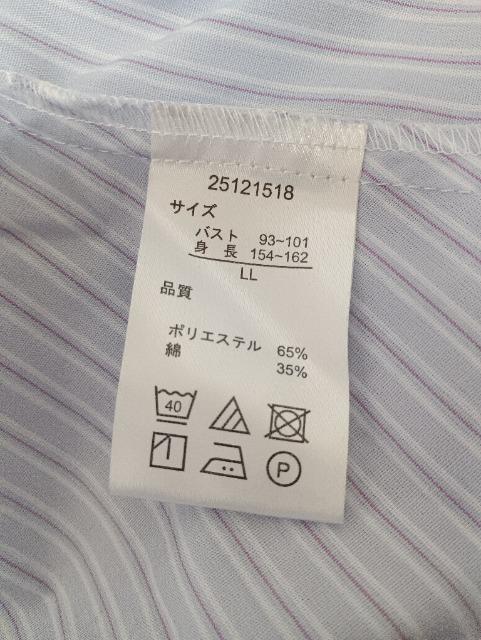 25121518
サイズ
バスト 93~101
身 長 154~162
LL
品質
ポリエステル 65%
綿 35%
40
P